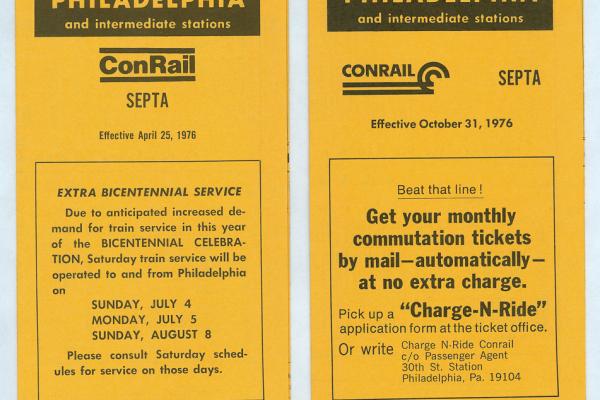 PHILADELPHIA
and intermediate stations
ConRail
SEPTA
Effective April 25, 1976
EXTRA BICENTENNIAL SERVICE
Due to anticipated increased de-
mand for train service in this year
of the BICENTENNIAL CELEBRA-
TION, Saturday train service will be
operated to and from Philadelphia
on
SUNDAY, JULY 4
MONDAY, JULY 5
SUNDAY, AUGUST 8
Please consult Saturday sched-
ules for service on those days.
PHILADELPHIA
and intermediate stations
CONRAIL
SEPTA
Effective October 31, 1976
Beat that line!
Get your monthly
commutation tickets
by mail—automatically—
at no extra charge.
Pick up a "Charge-N-Ride"
application form at the ticket office.
Or write Charge N-Ride Conrail
c/o Passenger Agent
30th St. Station
Philadelphia, Pa. 19104